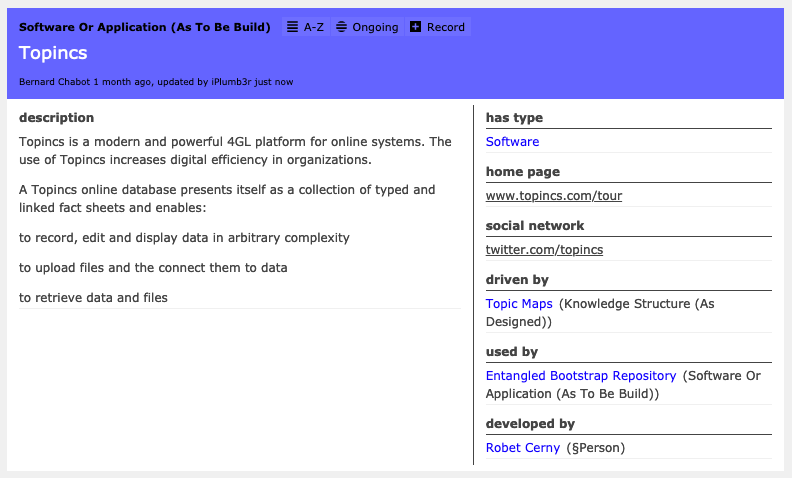 Software Or Application (As To Be Build) A-Z Ongoing Record
Topincs
Bernard Chabot 1 month ago, updated by iPlumb3r just now
description
Topincs is a modern and powerful 4GL platform for online systems. The
use of Topincs increases digital efficiency in organizations.
A Topincs online database presents itself as a collection of typed and
linked fact sheets and enables:
to record, edit and display data in arbitrary complexity
to upload files and the connect them to data
to retrieve data and files
has type
Software
home page
www.topincs.com/tour
social network
twitter.com/topincs
driven by
Topic Maps (Knowledge Structure (As
Designed))
used by
Entangled Bootstrap Repository (Software Or
Application (As To Be Build))
developed by
Robet Cerny (§Person)